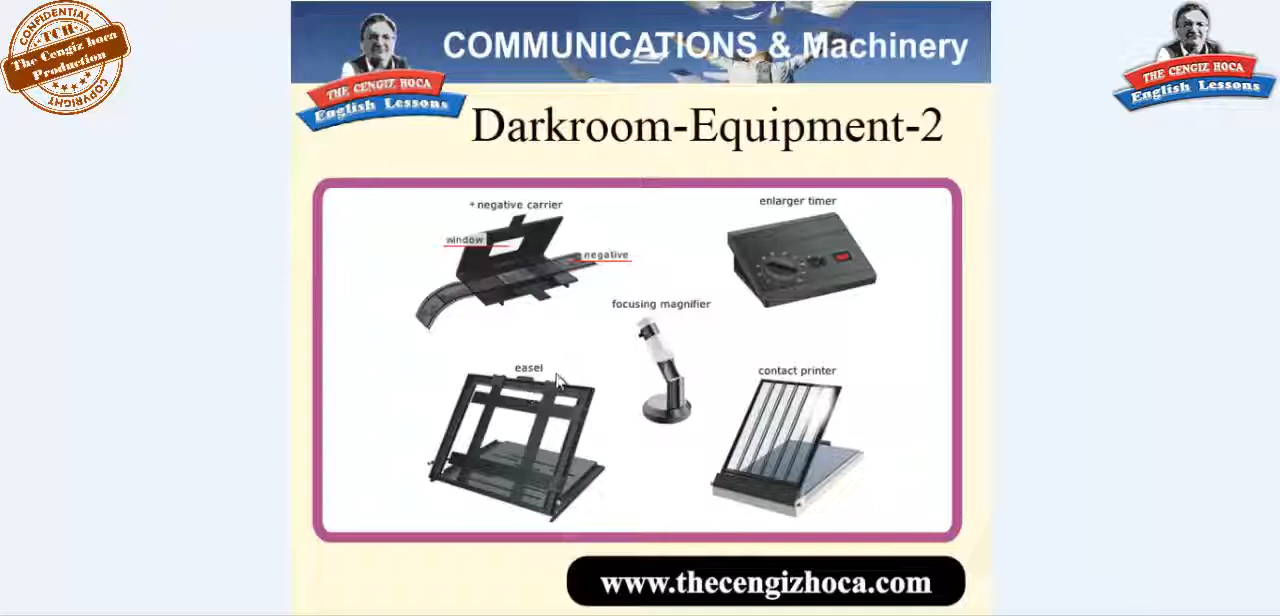 CONFIDENTIAL
TCH
The Cengiz hoca
Production
COPYRIGHT
COMMUNICATIONS & Machinery
THE CENGIZ HOCA
English Lessons
THE CENGIZ HOCA
English Lessons
Darkroom-Equipment-2
negative carrier
enlarger timer
window
negative
focusing magnifier
easel
contact printer
www.thecengizhoca.com